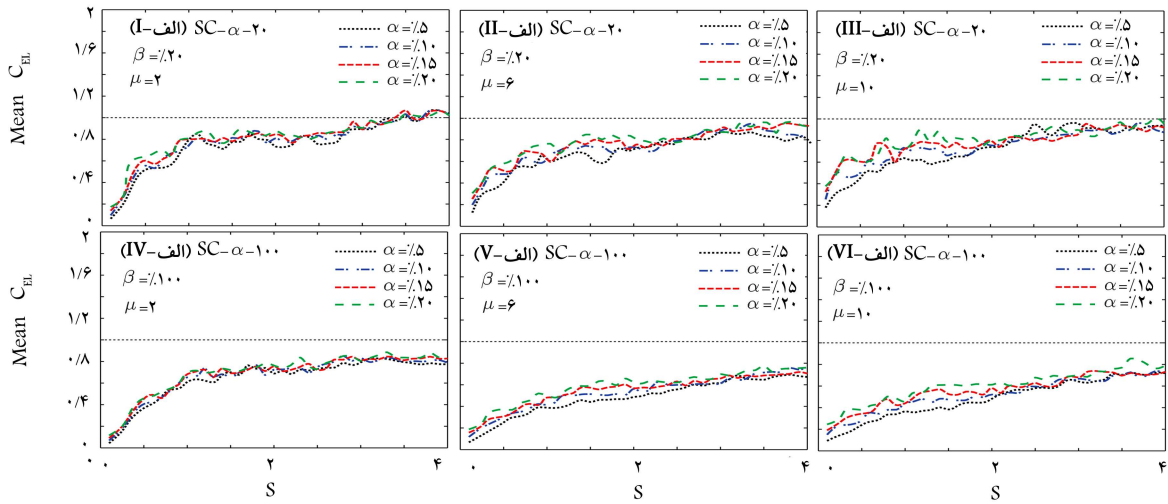 Mean C_EL
۲
۱/۶
۱/۲
۰/۸
۰/۴
۰
(الف-I) SC-α-۲۰
β=٪۲۰
μ=۲
α=٪۵
α=٪۱۰
α=٪۱۵
α=٪۲۰
(الف-II) SC-α-۲۰
β=٪۲۰
μ=۶
α=٪۵
α=٪۱۰
α=٪۱۵
α=٪۲۰
(الف-III) SC-α-۲۰
β=٪۲۰
μ=۱۰
α=٪۵
α=٪۱۰
α=٪۱۵
α=٪۲۰
Mean C_EL
۲
۱/۶
۱/۲
۰/۸
۰/۴
۰
(الف-IV) SC-α-۱۰۰
β=٪۱۰۰
μ=۲
α=٪۵
α=٪۱۰
α=٪۱۵
α=٪۲۰
(الف-V) SC-α-۱۰۰
β=٪۱۰۰
μ=۶
α=٪۵
α=٪۱۰
α=٪۱۵
α=٪۲۰
(الف-VI) SC-α-۱۰۰
β=٪۱۰۰
μ=۱۰
α=٪۵
α=٪۱۰
α=٪۱۵
α=٪۲۰
۰ ۲ ۴
۰ ۲ ۴
۰ ۲ ۴
S
S
S